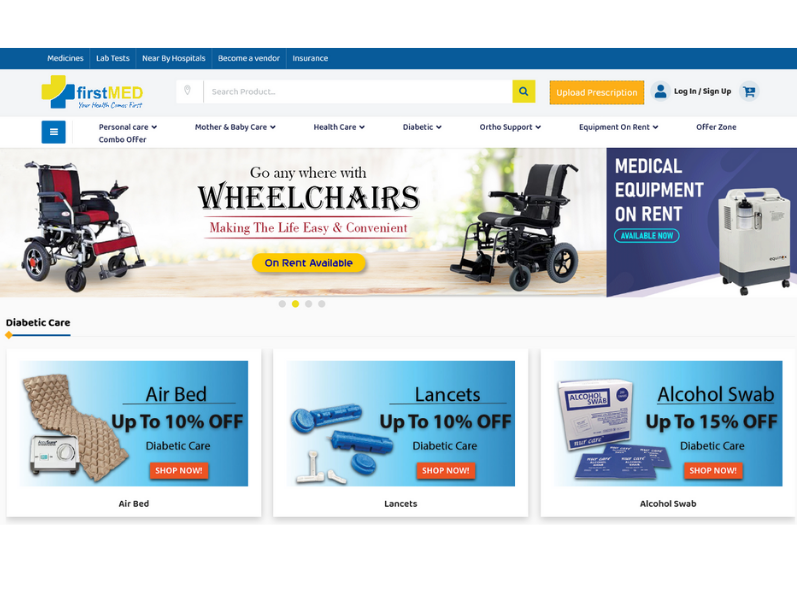 Medicines Lab Tests Near By Hospitals Become a vendor Insurance
firstMED
Your Health Comes First
Search Product...
Upload Prescription
Log In / Sign Up
Personal care Mother & Baby Care Health Care Diabetic Ortho Support Equipment On Rent Offer Zone
Combo Offer
Go any where with
WHEELCHAIRS
Making The Life Easy & Convenient
On Rent Available
MEDICAL
EQUIPMENT
ON RENT
AVAILABLE NOW
Diabetic Care
Air Bed
Up To 10% OFF
Diabetic Care
SHOP NOW!
Air Bed
Lancets
Up To 10% OFF
Diabetic Care
SHOP NOW!
Lancets
ALCOHOL
SWAB
nur care
Alcohol Swab
Up To 15% OFF
Diabetic Care
SHOP NOW!
Alcohol Swab